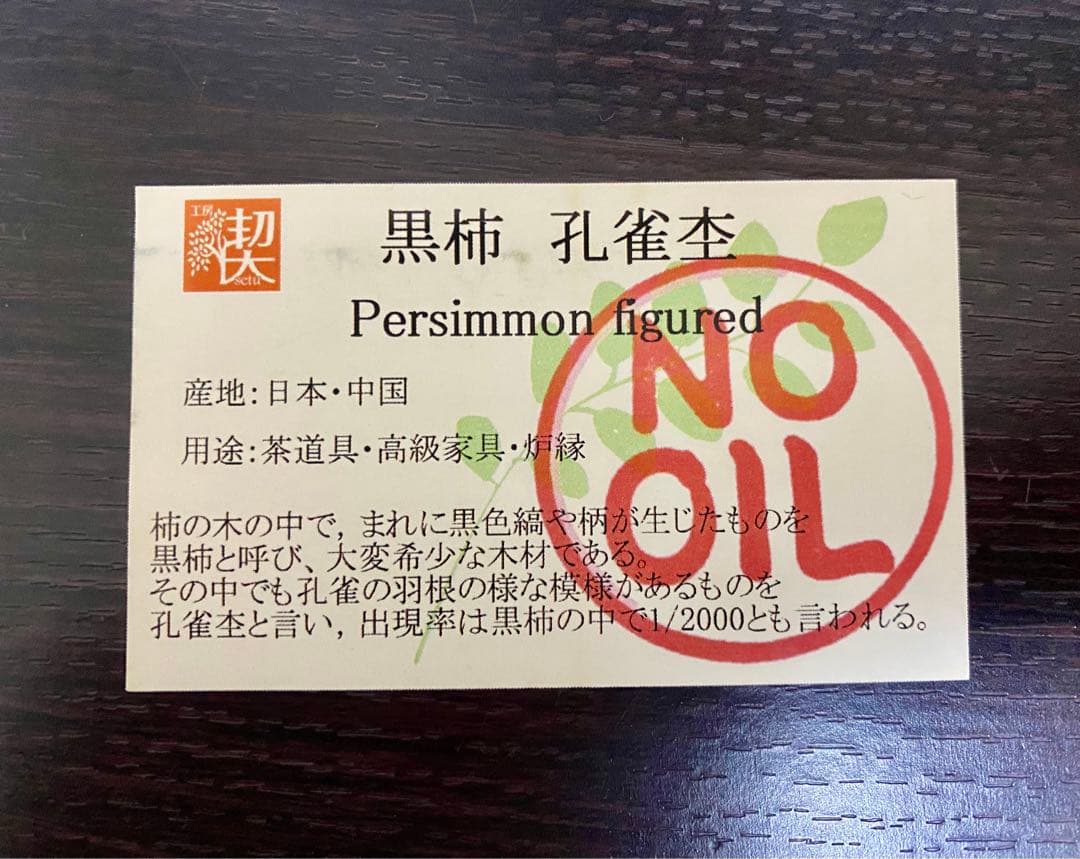 工房
楔
setu
黒柿 孔雀杢
Persimmon figured
NO
OIL
産地:日本・中国
用途:茶道具・高級家具・炉縁
柿の木の中で, まれに黒色縞や柄が生じたものを
黒柿と呼び、大変希少な木材である。
その中でも孔雀の羽根の様な模様があるものを
孔雀杢と言い, 出現率は黒柿の中で1/2000とも言われる。